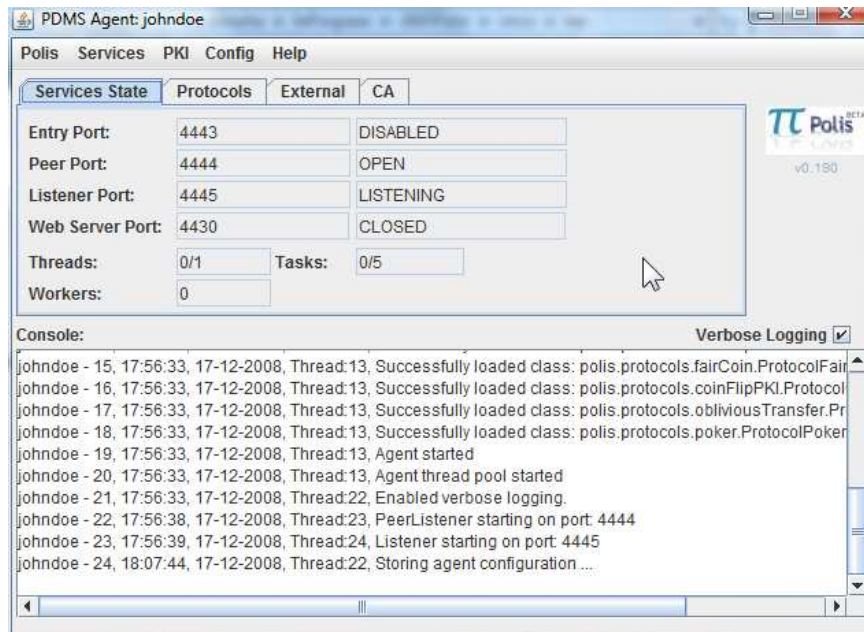 PDMS Agent: johndoe
Polis Services PKI Config Help
Services State Protocols External CA
Entry Port: 4443 DISABLED
Peer Port: 4444 OPEN
Listener Port: 4445 LISTENING
Web Server Port: 4430 CLOSED
Threads: 0/1 Tasks: 0/5
Workers: 0
π Polis BETA
v0.190
Console: Verbose Logging
johndoe - 15, 17:56:33, 17-12-2008, Thread:13, Successfully loaded class: polis.protocols.fairCoin.ProtocolFair
johndoe - 16, 17:56:33, 17-12-2008, Thread:13, Successfully loaded class: polis.protocols.coinFlipPKI.Protocol
johndoe - 17, 17:56:33, 17-12-2008, Thread:13, Successfully loaded class: polis.protocols.obliviousTransfer.Pr
johndoe - 18, 17:56:33, 17-12-2008, Thread:13, Successfully loaded class: polis.protocols.poker.ProtocolPoker
johndoe - 19, 17:56:33, 17-12-2008, Thread:13, Agent started
johndoe - 20, 17:56:33, 17-12-2008, Thread:13, Agent thread pool started
johndoe - 21, 17:56:33, 17-12-2008, Thread:22, Enabled verbose logging.
johndoe - 22, 17:56:38, 17-12-2008, Thread:23, PeerListener starting on port: 4444
johndoe - 23, 17:56:39, 17-12-2008, Thread:24, Listener starting on port: 4445
johndoe - 24, 18:07:44, 17-12-2008, Thread:22, Storing agent configuration ...